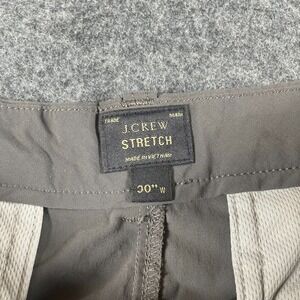 TRADE MARK
J.CREW
STRETCH
MADE IN VIETNAM
30" W